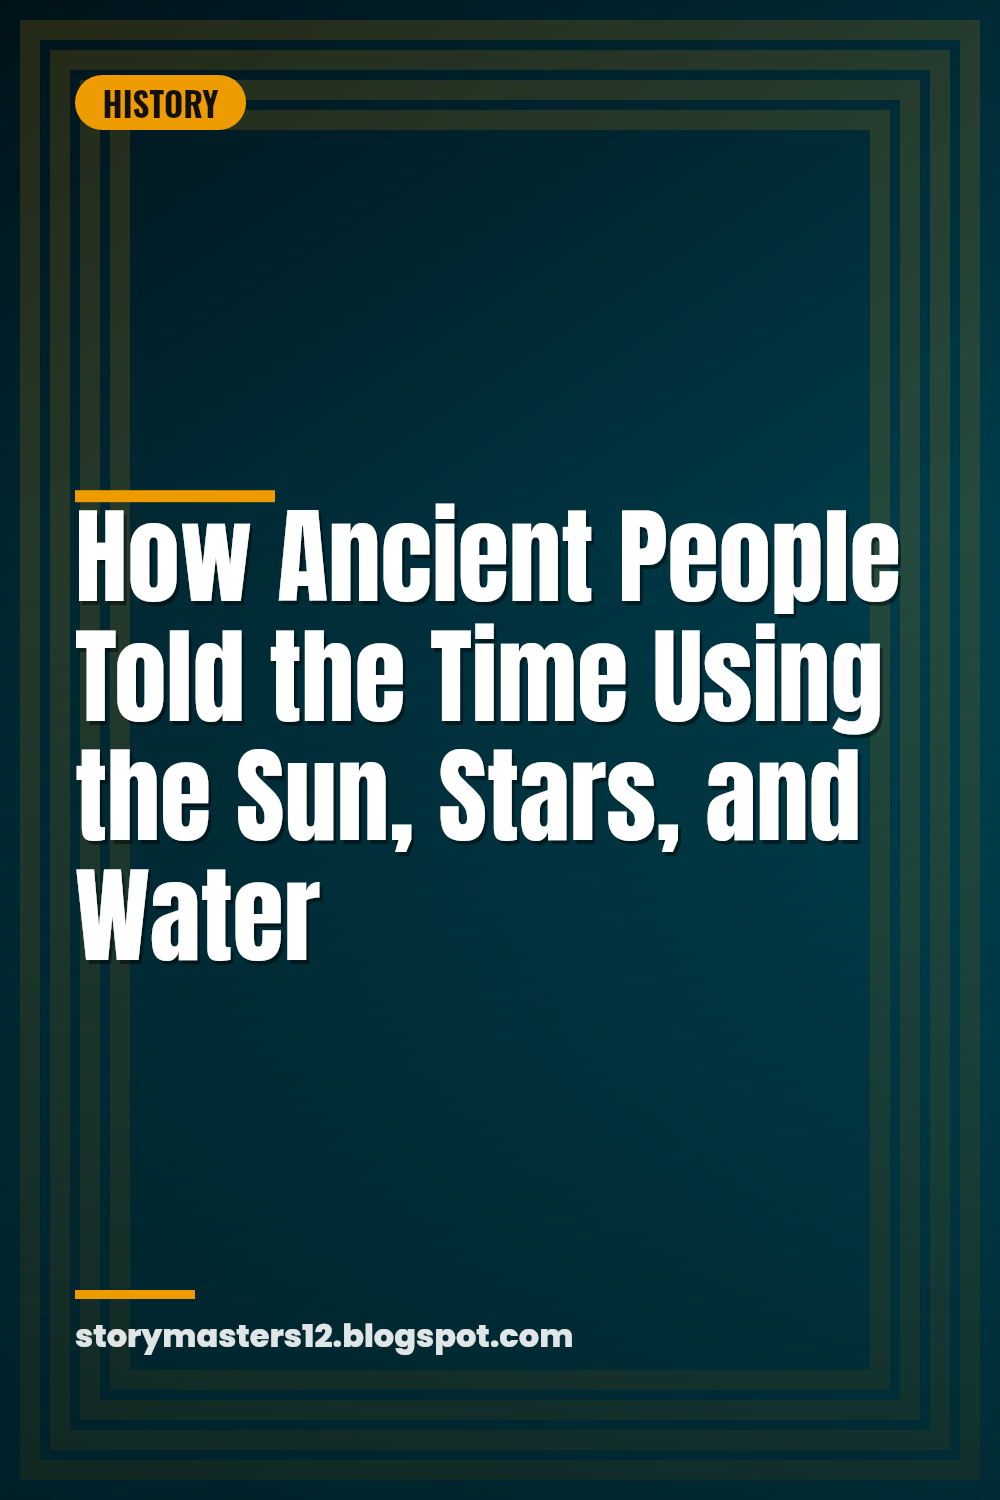 HISTORY
How Ancient People
Told the Time Using
the Sun, Stars, and
Water
storymasters12.blogspot.com